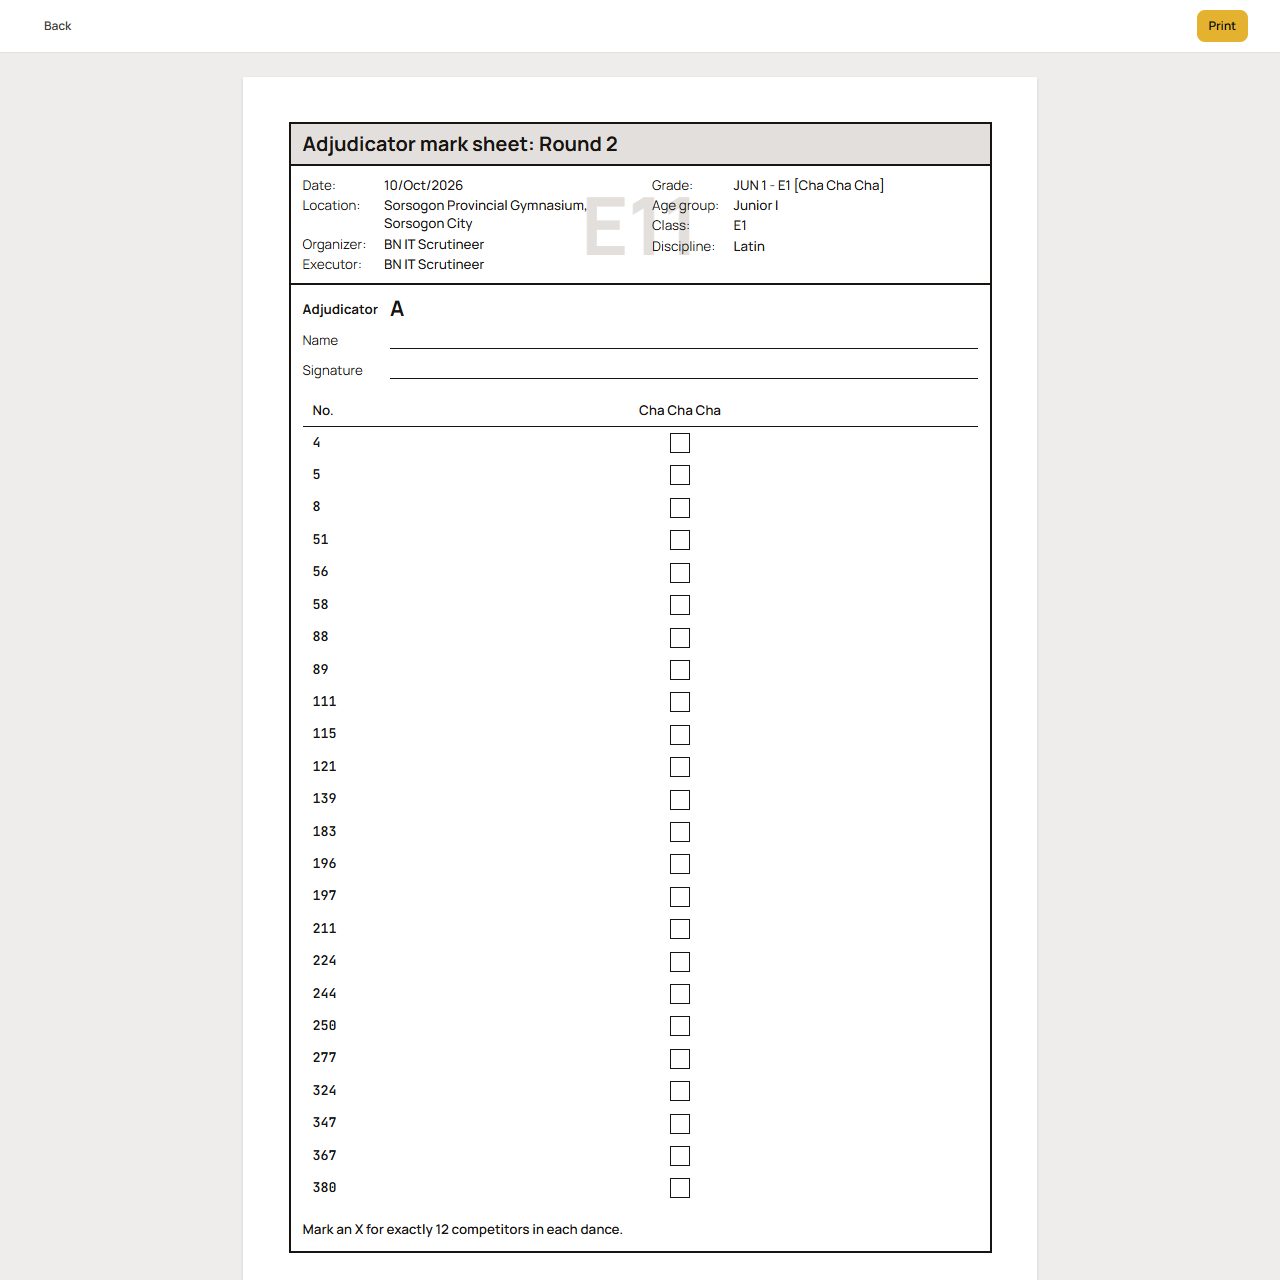 Back
Print
Adjudicator mark sheet: Round 2
E11
Date: 10/Oct/2026
Location: Sorsogon Provincial Gymnasium,
Sorsogon City
Organizer: BN IT Scrutineer
Executor: BN IT Scrutineer
Grade: JUN 1 - E1 [Cha Cha Cha]
Age group: Junior I
Class: E1
Discipline: Latin
Adjudicator A
Name
Signature
No. Cha Cha Cha
4
5
8
51
56
58
88
89
111
115
121
139
183
196
197
211
224
244
250
277
324
347
367
380
Mark an X for exactly 12 competitors in each dance.